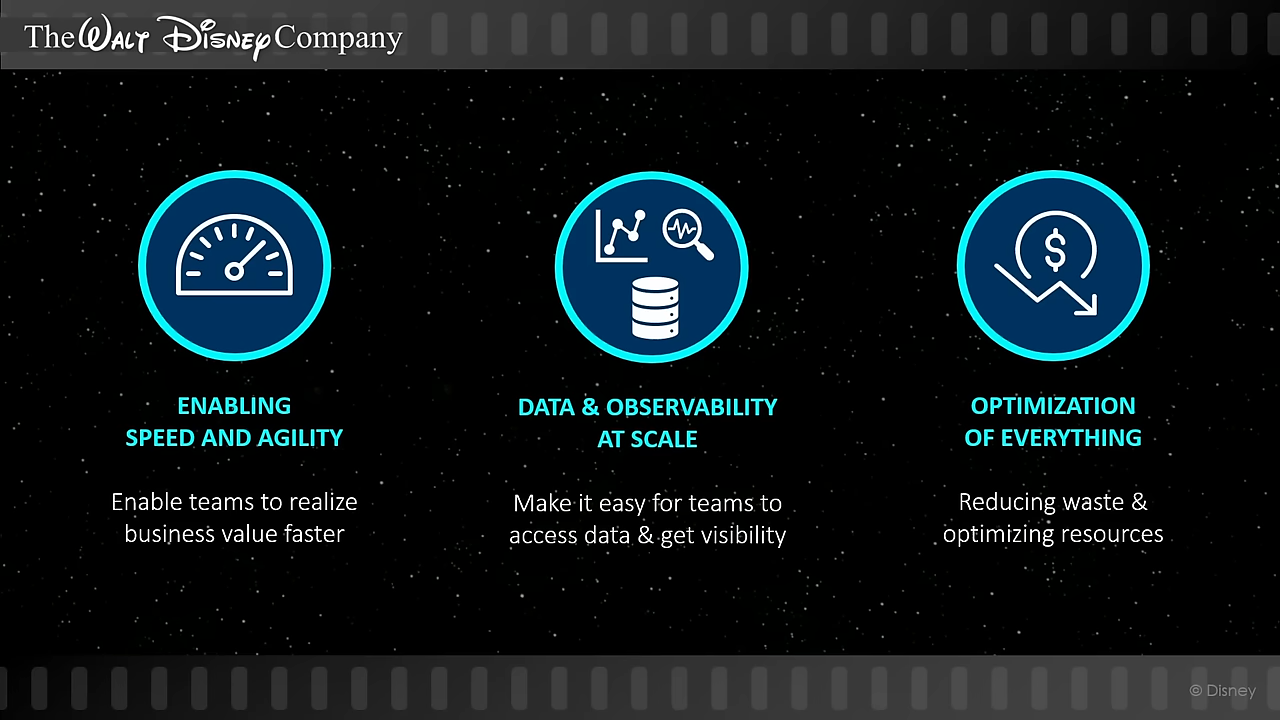 The Walt Disney Company
$
ENABLING
SPEED AND AGILITY
Enable teams to realize
business value faster
DATA & OBSERVABILITY
AT SCALE
Make it easy for teams to
access data & get visibility
OPTIMIZATION
OF EVERYTHING
Reducing waste &
optimizing resources
© Disney